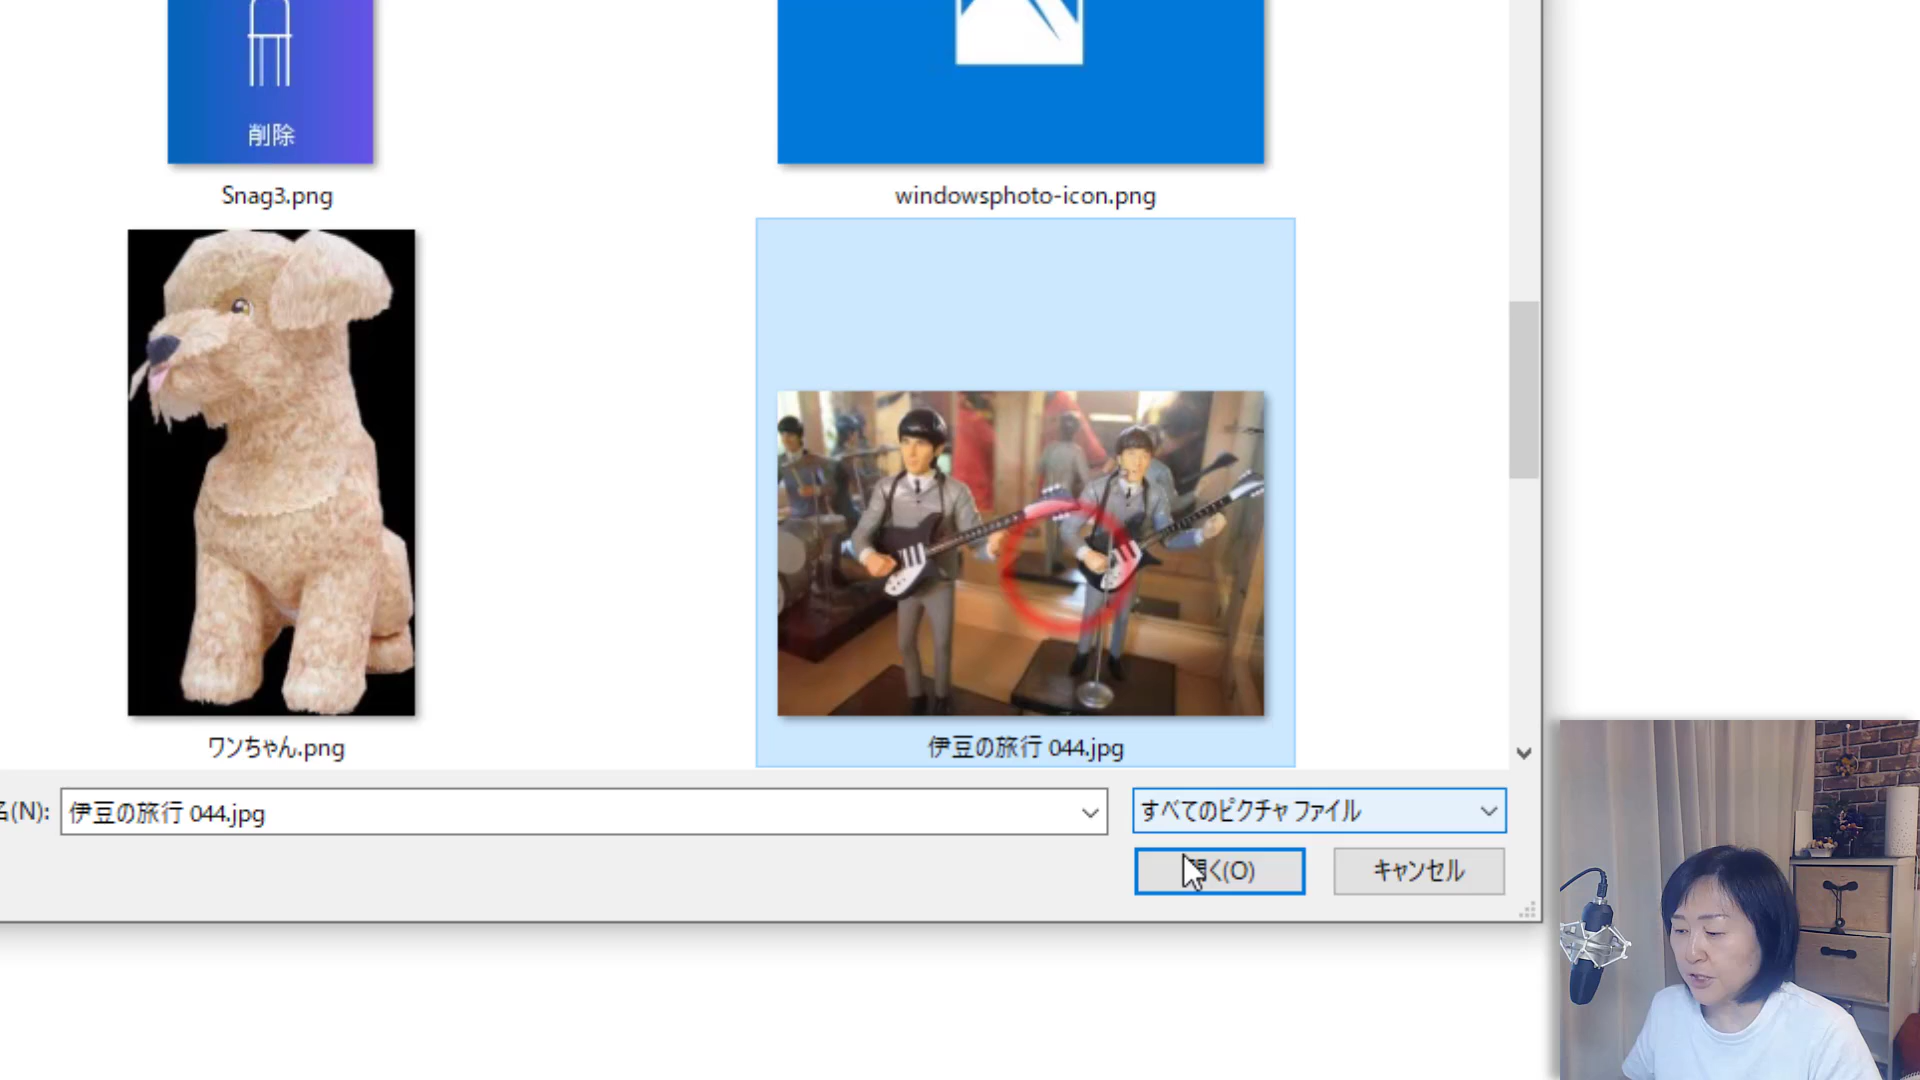 削除
Snag3.png
windowsphoto-icon.png
ワンちゃん.png
伊豆の旅行 044.jpg
名(N):
伊豆の旅行 044.jpg
すべてのピクチャ ファイル
開く(O)
キャンセル